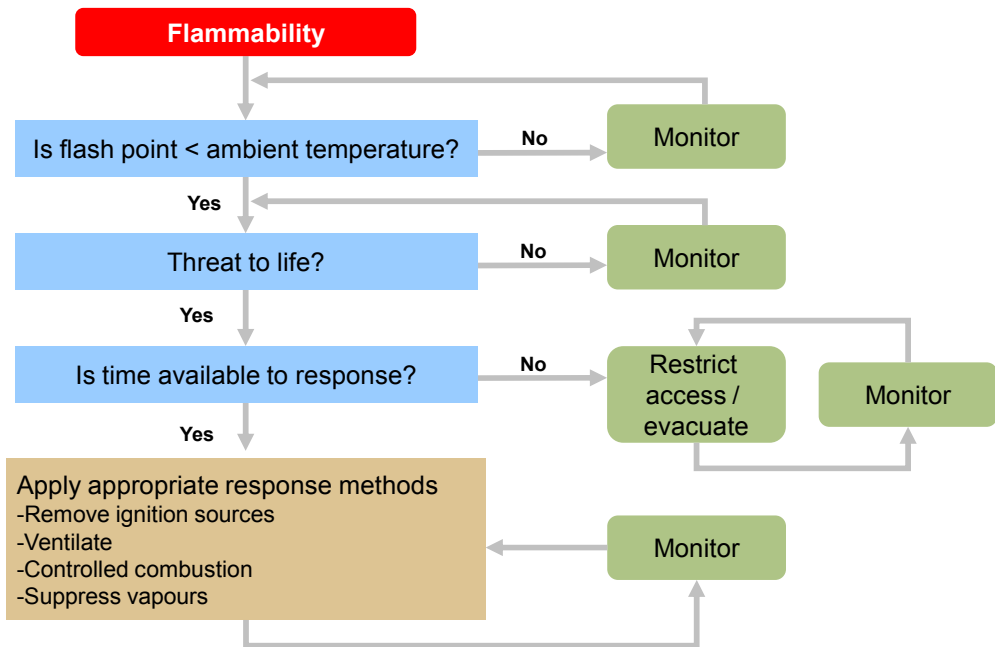 Flammability
Is flash point < ambient temperature?
No
Monitor
Yes
Threat to life?
No
Monitor
Yes
Is time available to response?
No
Restrict
access /
evacuate
Monitor
Yes
Apply appropriate response methods
-Remove ignition sources
-Ventilate
-Controlled combustion
-Suppress vapours
Monitor